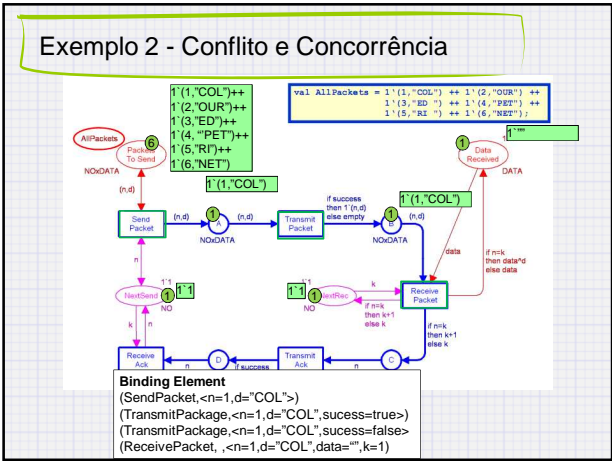 Exemplo 2 - Conflito e Concorrência
1`(1,"COL")++
1`(2,"OUR")++
1`(3,"ED")++
1`(4, "'PET")++
1`(5,"RI")++
1`(6,"NET")
val AllPackets = 1`(1,"COL") ++ 1`(2,"OUR") ++
1`(3,"ED ") ++ 1`(4,"PET") ++
1`(5,"RI ") ++ 1`(6,"NET");
AllPackets
6
Packets
To Send
NOxDATA
1`""
1
Data
Received
DATA
(n,d)
1`(1,"COL")
1`(1,"COL")
Send
Packet
(n,d)
1
A
NOxDATA
(n,d)
Transmit
Packet
if success
then 1`(n,d)
else empty
1
B
NOxDATA
(n,d)
data
if n=k
then data^d
else data
n
1`1
NextSend
1
1`1
NO
1`1
1`1
1
NextRec
NO
k
if n=k
then k+1
else k
Receive
Packet
k
n
if n=k
then k+1
else k
Receive
Ack
n
D
if success
Transmit
Ack
n
C
Binding Element
(SendPacket,<n=1,d="COL">)
(TransmitPackage,<n=1,d="COL",sucess=true>)
(TransmitPackage,<n=1,d="COL",sucess=false>
(ReceivePacket, ,<n=1,d="COL",data="",k=1)